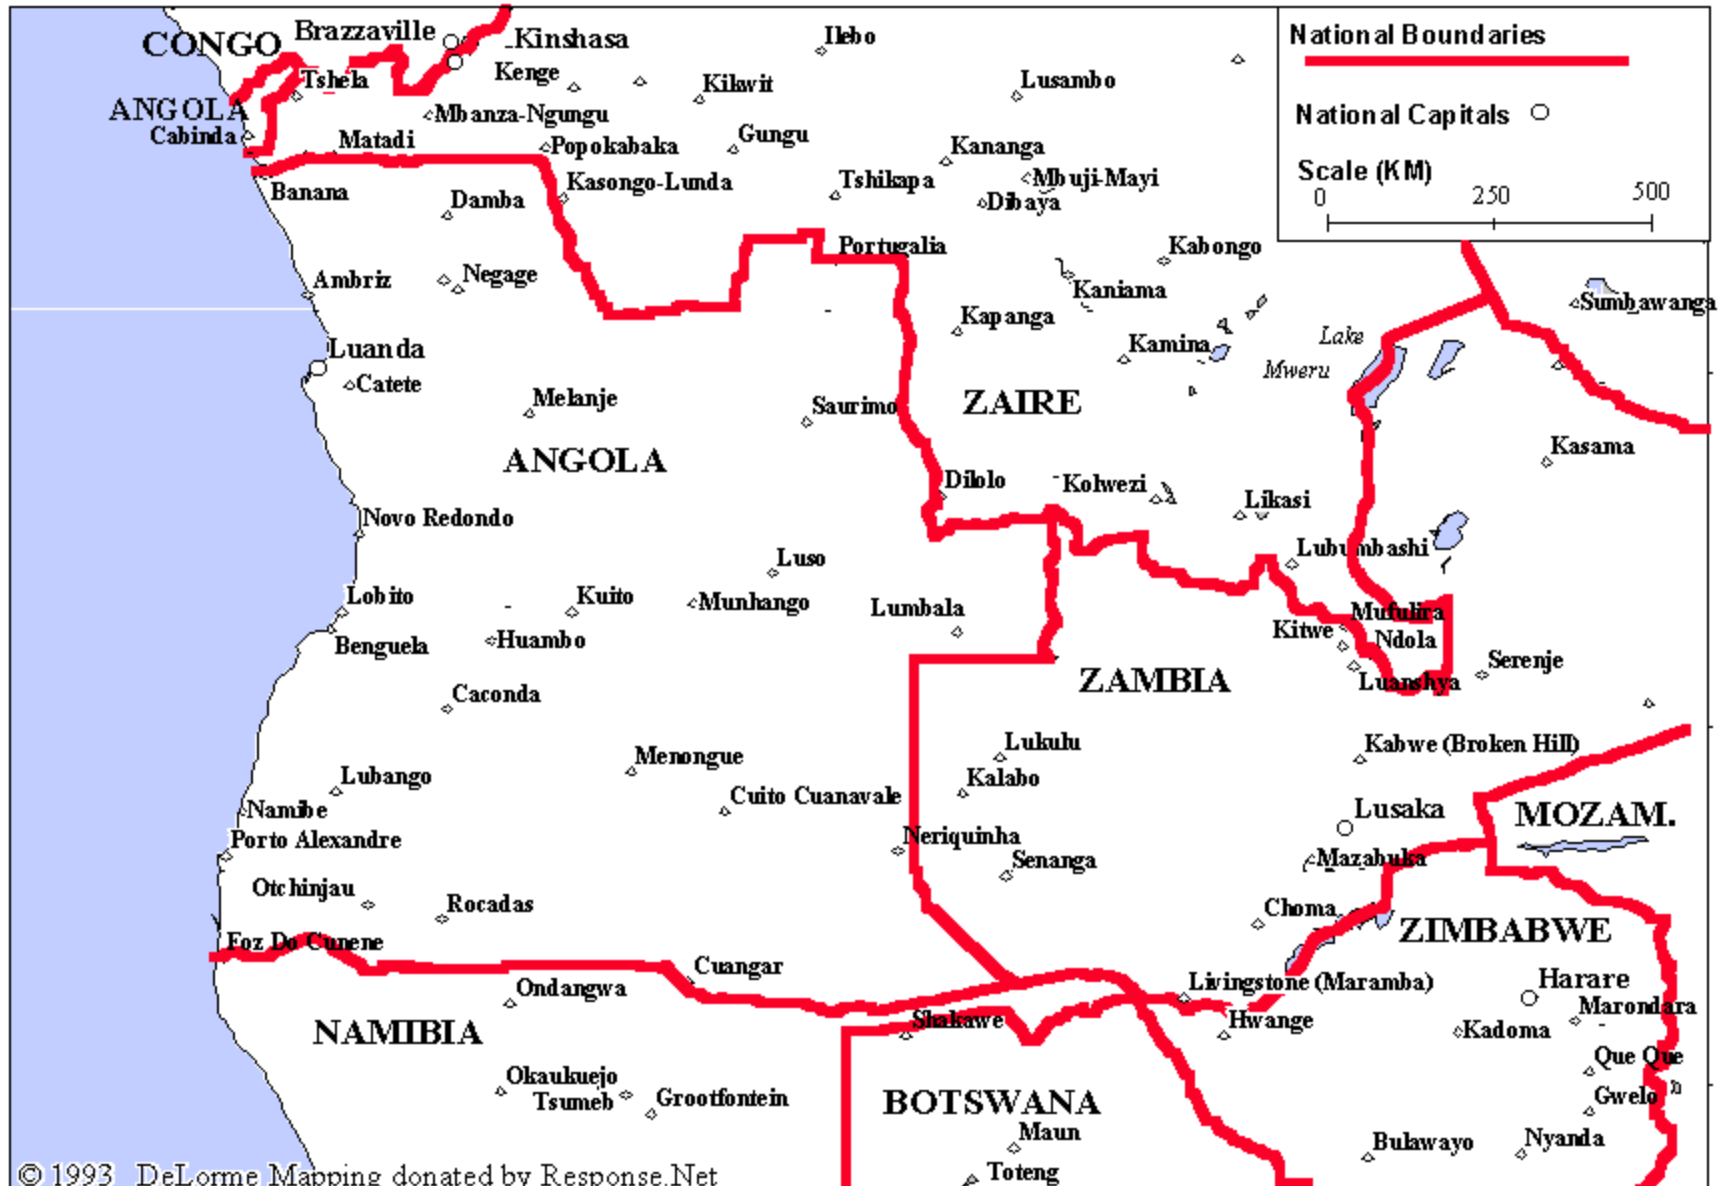 CONGO
Brazzaville
Kinshasa
Ilebo
National Boundaries
Tshela
Kenge
Kikwit
Lusambo
ANGOLA
Mbanza-Ngungu
National Capitals
Cabinda
Matadi
Popokabaka
Gungu
Kananga
Scale (KM)
0 250 500
Banana
Damba
Kasongo-Lunda
Tshikapa
Mbuji-Mayi
Dibaya
Portugalia
Kabongo
Ambriz
Negage
Kaniama
Sumbawanga
Kapanga
Kamina
Lake
Mweru
Luanda
Catete
Melanje
Saurimo
ZAIRE
ANGOLA
Kasama
Dilolo
Kolwezi
Likasi
Novo Redondo
Luso
Lubumbashi
Lobito
Kuito
Munhango
Lumbala
Mufulira
Kitwe
Ndola
Benguela
Huambo
ZAMBIA
Serenje
Luanshya
Caconda
Lukulu
Kabwe (Broken Hill)
Menongue
Lubango
Kalabo
Cuito Cuanavale
Namibe
Lusaka
MOZAM.
Porto Alexandre
Neriquinha
Senanga
Mazabuka
Otchinjau
Rocadas
Choma
ZIMBABWE
Foz Do Cunene
Cuangar
Livingstone (Maramba)
Harare
Ondangwa
Marondara
NAMIBIA
Shakawe
Hwange
Kadoma
Que Que
Okaukuejo
Tsumeb
Grootfontein
BOTSWANA
Gwelo
Maun
Bulawayo
Nyanda
Toteng
© 1993 DeLorme Mapping donated by Response.Net